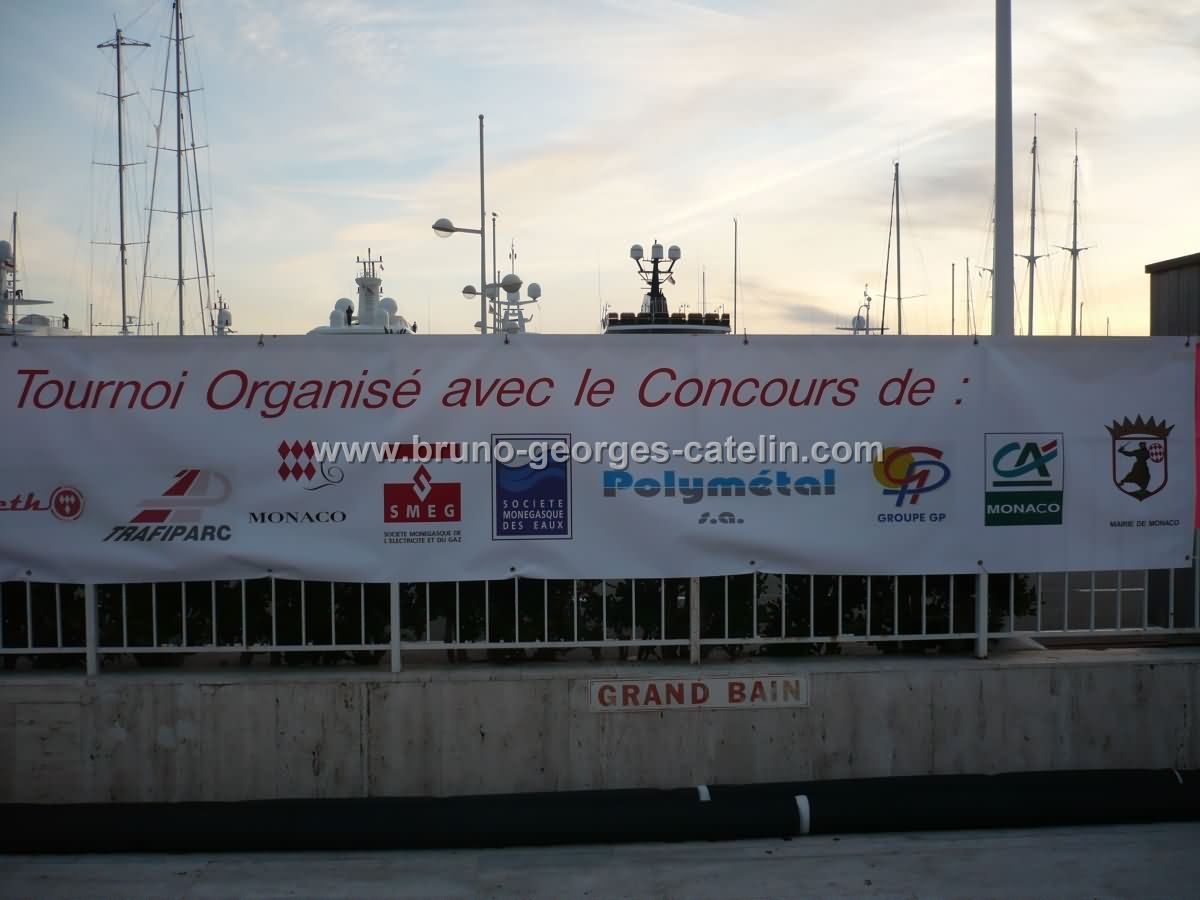 Tournoi Organisé avec le Concours de :
www.bruno-georges-catelin.com
TRAFIPARC
MONACO
SMEG
SOCIETE MONEGASQUE DE
L'ELECTRICITE ET DU GAZ
SOCIETE
MONEGASQUE
DES EAUX
Polymétal
s.a.
GROUPE GP
CA
MONACO
MAIRIE DE MONACO
GRAND BAIN